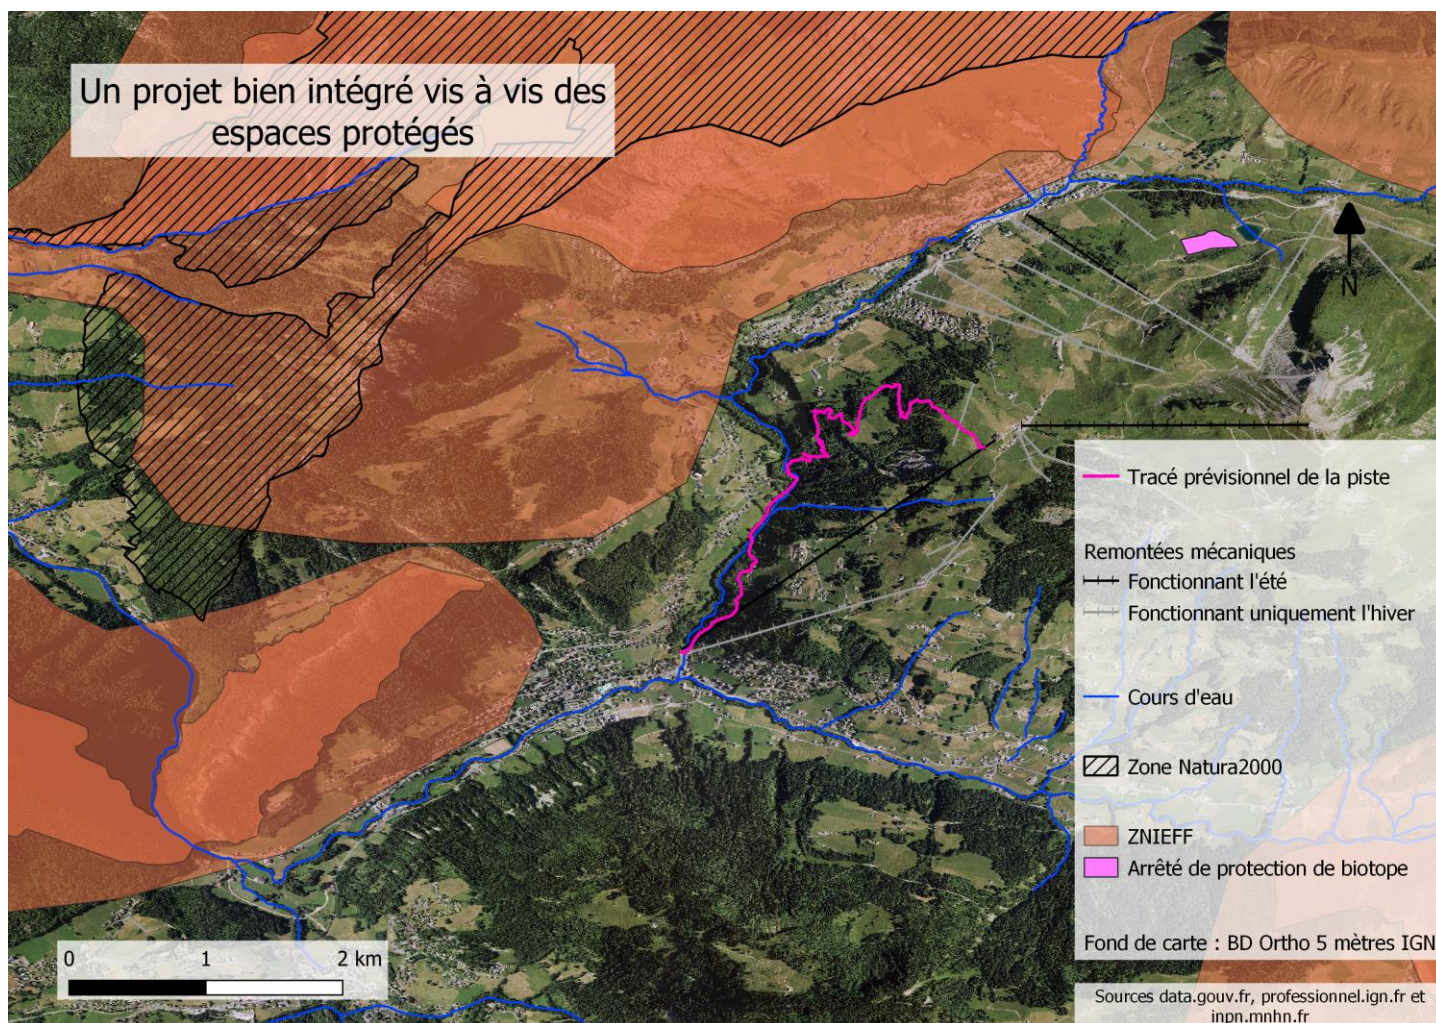 Un projet bien intégré vis à vis des
espaces protégés
N
Tracé prévisionnel de la piste
Remontées mécaniques
Fonctionnant l'été
Fonctionnant uniquement l'hiver
Cours d'eau
Zone Natura2000
ZNIEFF
Arrêté de protection de biotope
Fond de carte : BD Ortho 5 mètres IGN
Sources data.gouv.fr, professionnel.ign.fr et
inpn.mnhn.fr
0 1 2 km